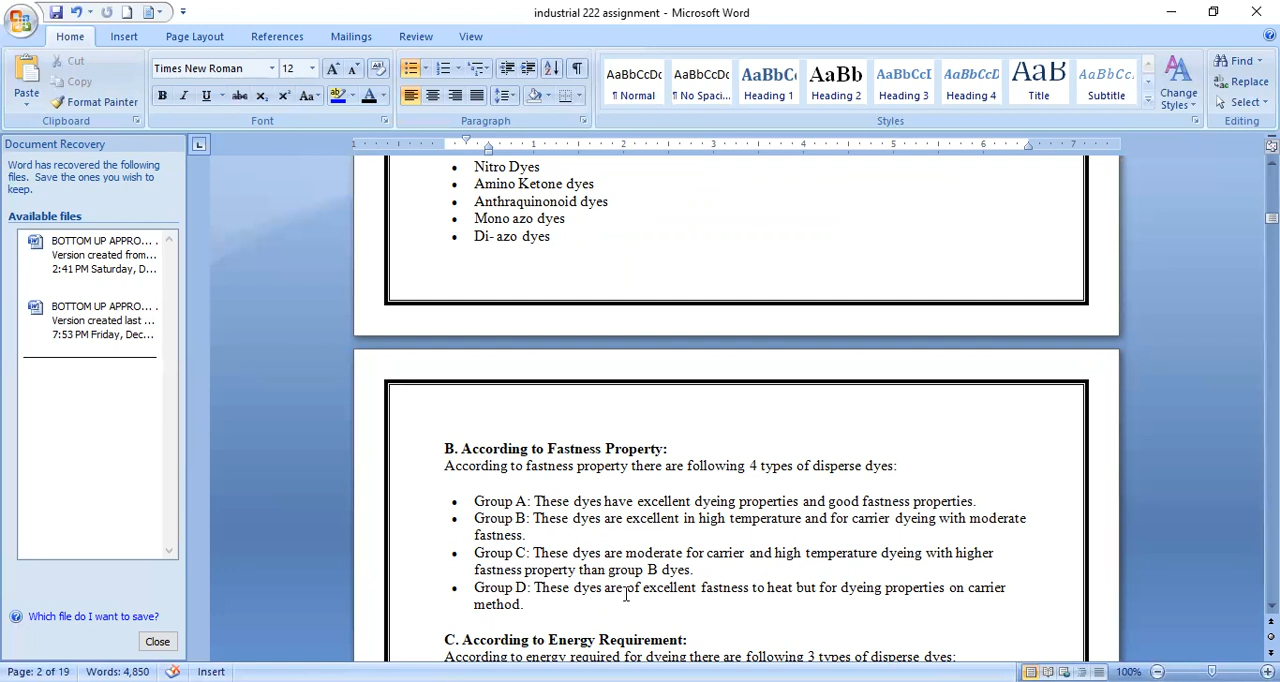 industrial 222 assignment - Microsoft Word
Home Insert Page Layout References Mailings Review View
Paste
Cut
Copy
Format Painter
Clipboard
Times New Roman 12
Font
Paragraph
AaBbCcDc AaBbCcDc AaBbC AaBb AaBbCcI AaBbCcD AaB AaBbCc.
¶ Normal ¶ No Spaci... Heading 1 Heading 2 Heading 3 Heading 4 Title Subtitle
Change Styles
Styles
Find
Replace
Select
Editing
Document Recovery
Word has recovered the following
files. Save the ones you wish to
keep.
Available files
BOTTOM UP APPRO...
Version created from...
2:41 PM Saturday, D...
BOTTOM UP APPRO...
Version created last ...
7:53 PM Friday, Dec...
Which file do I want to save?
Close
1 1 2 3 4 5 6 7
• Nitro Dyes
• Amino Ketone dyes
• Anthraquinonoid dyes
• Mono azo dyes
• Di- azo dyes
B. According to Fastness Property:
According to fastness property there are following 4 types of disperse dyes:
• Group A: These dyes have excellent dyeing properties and good fastness properties.
• Group B: These dyes are excellent in high temperature and for carrier dyeing with moderate
fastness.
• Group C: These dyes are moderate for carrier and high temperature dyeing with higher
fastness property than group B dyes.
• Group D: These dyes are of excellent fastness to heat but for dyeing properties on carrier
method.
C. According to Energy Requirement:
According to energy required for dyeing there are following 3 types of disperse dyes:
Page: 2 of 19 Words: 4,850 Insert 100%